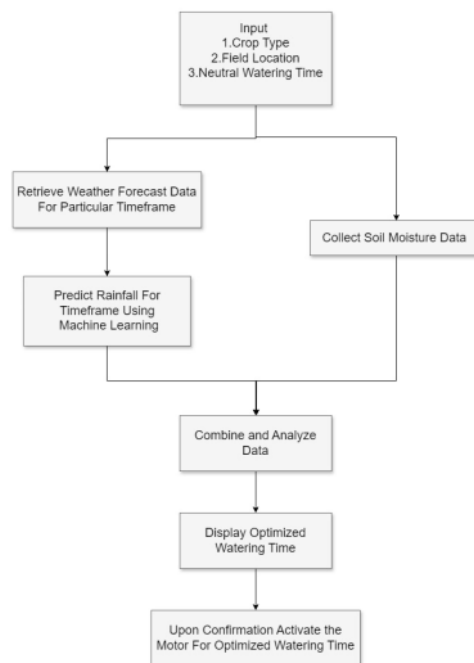 Input
1.Crop Type
2.Field Location
3.Neutral Watering Time
Retrieve Weather Forecast Data
For Particular Timeframe
Collect Soil Moisture Data
Predict Rainfall For
Timeframe Using
Machine Learning
Combine and Analyze
Data
Display Optimized
Watering Time
Upon Confirmation Activate the
Motor For Optimized Watering Time